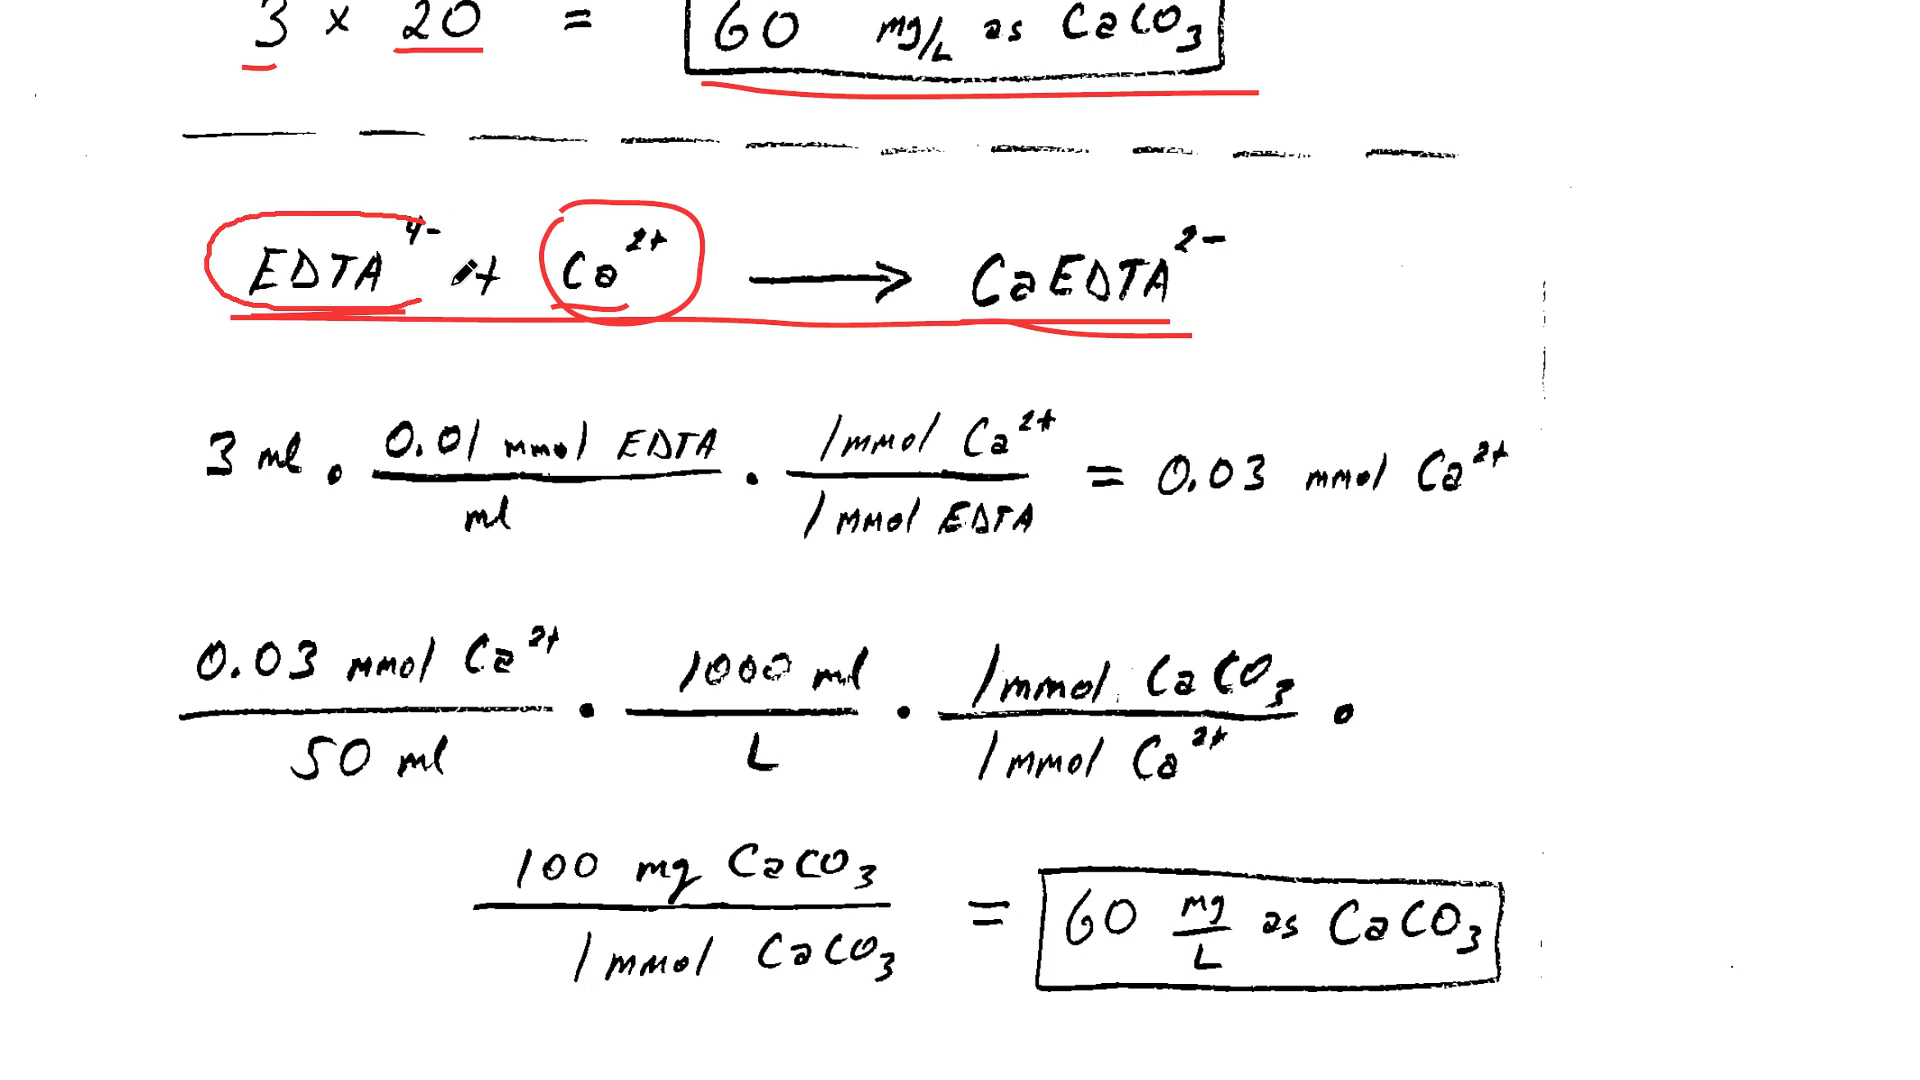 3 x 20 = 60 mg/L as CaCO3
EDTA4- + Ca2+ → CaEDTA2-
3 ml · 0.01 mmol EDTA / ml · 1 mmol Ca2+ / 1 mmol EDTA = 0.03 mmol Ca2+
0.03 mmol Ca2+ / 50 ml · 1000 ml / L · 1 mmol CaCO3 / 1 mmol Ca2+ ·
100 mg CaCO3 / 1 mmol CaCO3 = 60 mg / L as CaCO3